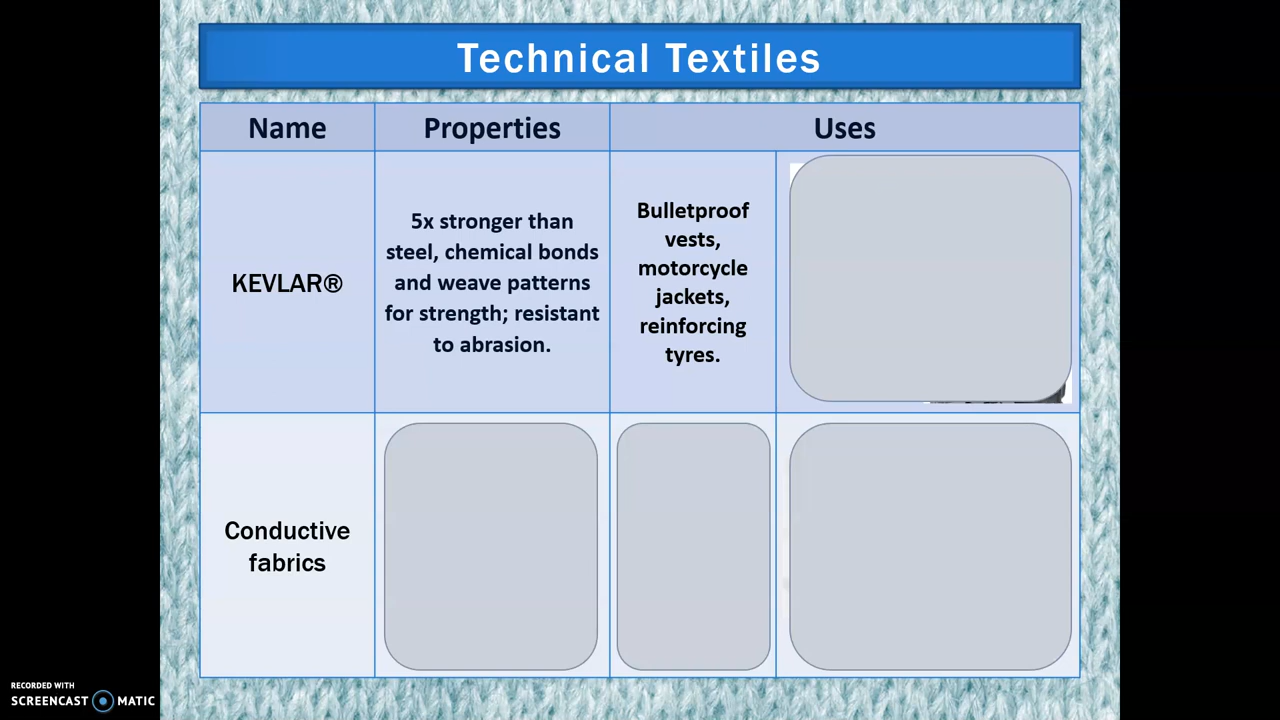 Technical Textiles
Name
Properties
Uses
KEVLAR®
5x stronger than
steel, chemical bonds
and weave patterns
for strength; resistant
to abrasion.
Bulletproof
vests,
motorcycle
jackets,
reinforcing
tyres.
Conductive
fabrics
RECORDED WITH
SCREENCAST MATIC